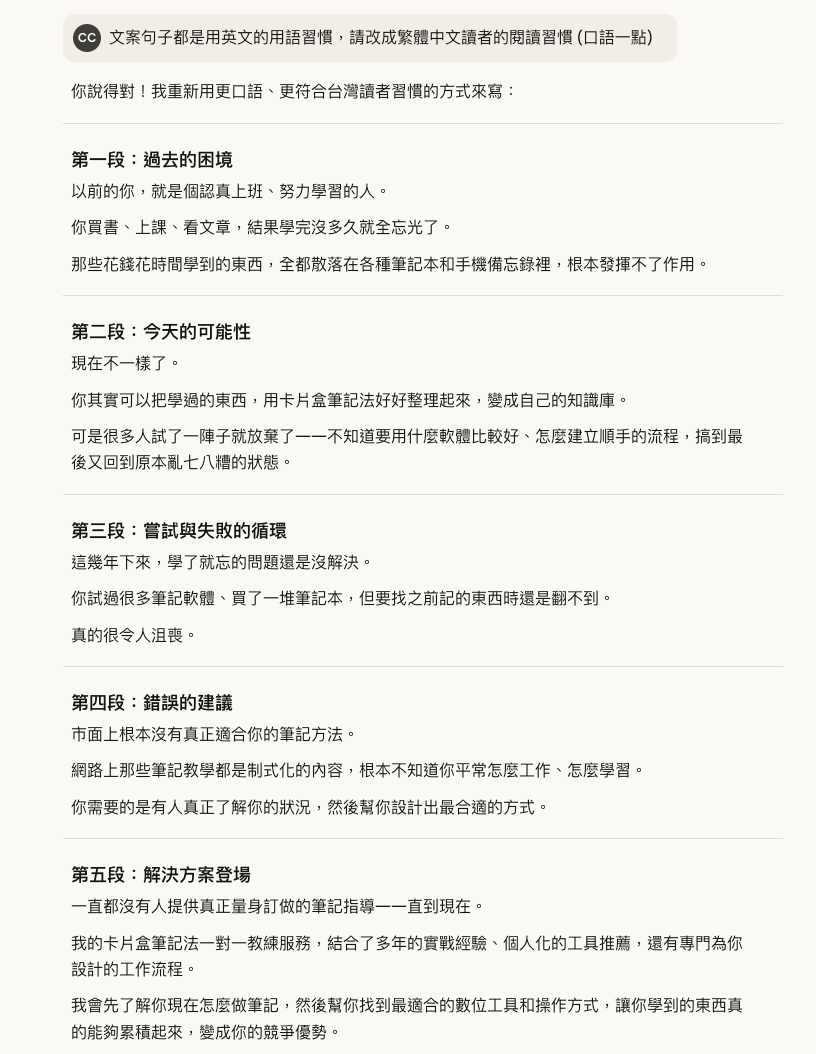 CC 文案句子都是用英文的用語習慣，請改成繁體中文讀者的閱讀習慣 (口語一點)
你說得對！我重新用更口語、更符合台灣讀者習慣的方式來寫：
第一段：過去的困境
以前的你，就是個認真上班、努力學習的人。
你買書、上課、看文章，結果學完沒多久就全忘光了。
那些花錢花時間學到的東西，全都散落在各種筆記本和手機備忘錄裡，根本發揮不了作用。
第二段：今天的可能性
現在不一樣了。
你其實可以把學過的東西，用卡片盒筆記法好好整理起來，變成自己的知識庫。
可是很多人試了一陣子就放棄了——不知道要用什麼軟體比較好、怎麼建立順手的流程，搞到最
後又回到原本亂七八糟的狀態。
第三段：嘗試與失敗的循環
這幾年下來，學了就忘的問題還是沒解決。
你試過很多筆記軟體、買了一堆筆記本，但要找之前記的東西時還是翻不到。
真的很令人沮喪。
第四段：錯誤的建議
市面上根本沒有真正適合你的筆記方法。
網路上那些筆記教學都是制式化的內容，根本不知道你平常怎麼工作、怎麼學習。
你需要的是有人真正了解你的狀況，然後幫你設計出最合適的方式。
第五段：解決方案登場
一直都沒有人提供真正量身訂做的筆記指導——直到現在。
我的卡片盒筆記法一對一教練服務，結合了多年的實戰經驗、個人化的工具推薦，還有專門為你
設計的工作流程。
我會先了解你現在怎麼做筆記，然後幫你找到最適合的數位工具和操作方式，讓你學到的東西真
的能夠累積起來，變成你的競爭優勢。